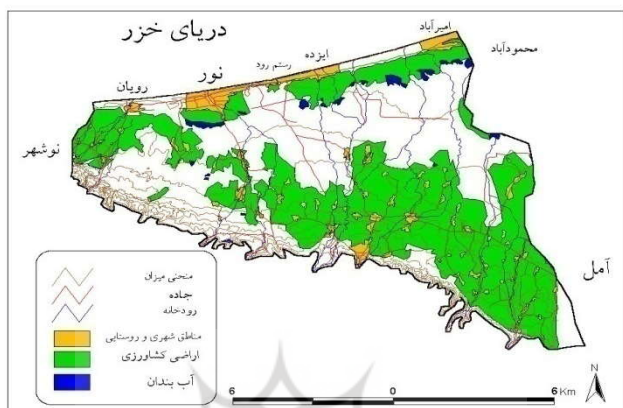 دریای خزر
امیرآباد
محمودآباد
ایزده
رستم رود
نور
رویان
نوشهر
آمل
منحنی میزان
جاده
رودخانه
مناطق شهری و روستایی
اراضی کشاورزی
آب بندان
6 0 6 Km
N